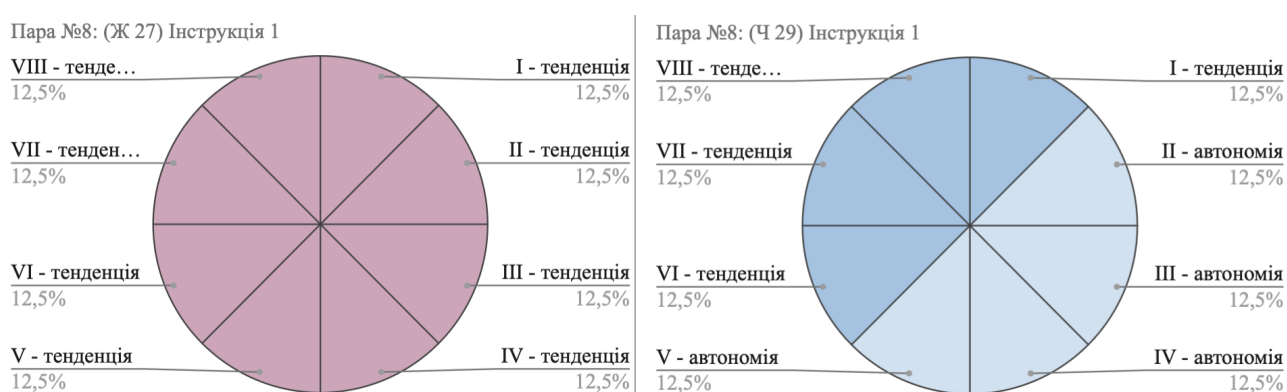 Пара №8: (Ж 27) Інструкція 1
VIII - тенде…
12,5%
I - тенденція
12,5%
VII - тенден…
12,5%
II - тенденція
12,5%
VI - тенденція
12,5%
III - тенденція
12,5%
V - тенденція
12,5%
IV - тенденція
12,5%
Пара №8: (Ч 29) Інструкція 1
VIII - тенде…
12,5%
I - тенденція
12,5%
VII - тенденція
12,5%
II - автономія
12,5%
VI - тенденція
12,5%
III - автономія
12,5%
V - автономія
12,5%
IV - автономія
12,5%